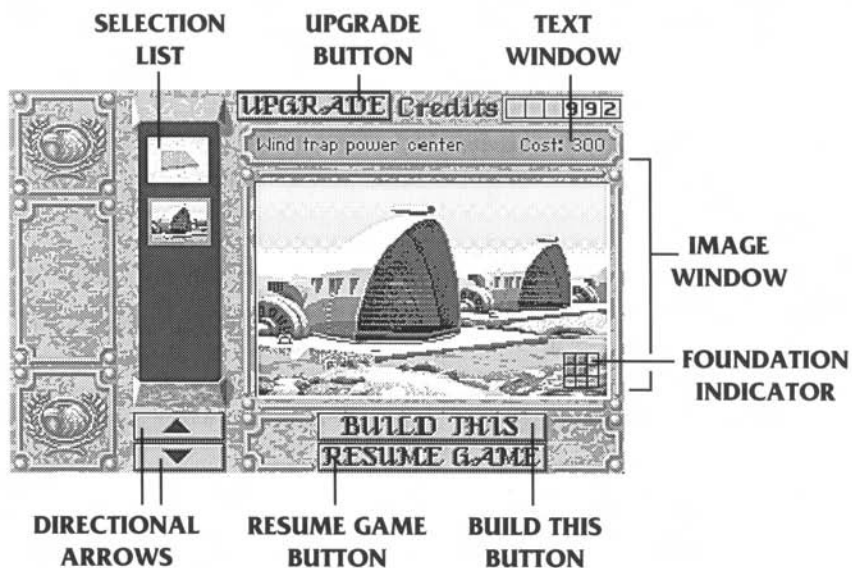 SELECTION
LIST
UPGRADE
BUTTON
TEXT
WINDOW
UPGRADE Credits 992
Wind trap power center Cost: 300
IMAGE
WINDOW
FOUNDATION
INDICATOR
BUILD THIS
RESUME GAME
DIRECTIONAL
ARROWS
RESUME GAME
BUTTON
BUILD THIS
BUTTON